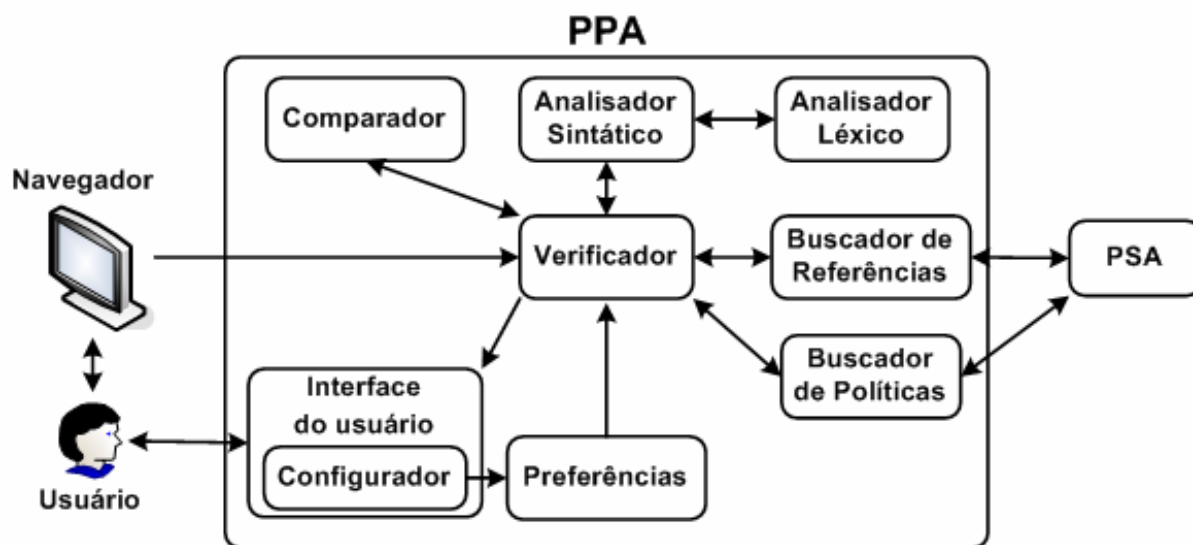 PPA
Comparador
Analisador
Sintático
Analisador
Léxico
Navegador
Verificador
Buscador de
Referências
PSA
Buscador
de Políticas
Interface
do usuário
Configurador
Preferências
Usuário